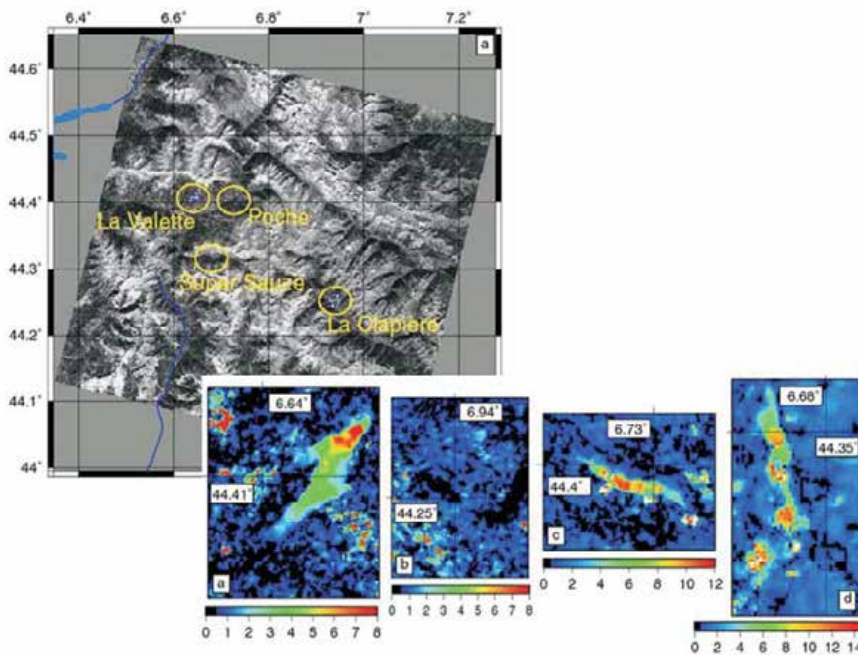 6.4˚ 6.6˚ 6.8˚ 7˚ 7.2˚
a
44.6˚
44.5˚
44.4˚
44.3˚
44.2˚
44.1˚
44˚
La Valette
Poche
Super Sauze
La Clapiere
6.64˚
44.41˚
a
0 1 2 3 4 5 6 7 8
6.94˚
44.25˚
b
0 1 2 3 4 5 6 7 8
6.73˚
44.4˚
c
0 2 4 6 8 10 12
6.68˚
44.35˚
d
0 2 4 6 8 10 12 14